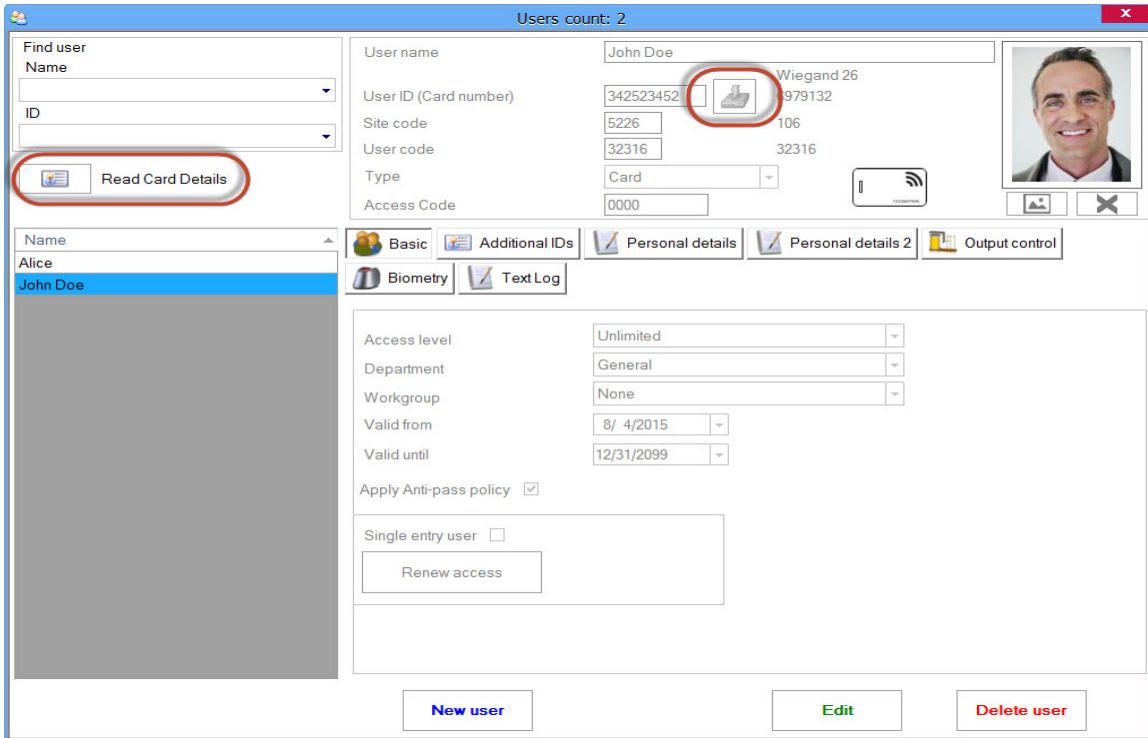 Users count: 2
x
Find user
Name
ID
Read Card Details
User name John Doe
Wiegand 26
User ID (Card number) 342523452 6979132
Site code 5226 106
User code 32316 32316
Type Card
Access Code 0000
Name
Alice
John Doe
Basic Additional IDs Personal details Personal details 2 Output control
Biometry Text Log
Access level Unlimited
Department General
Workgroup None
Valid from 8/ 4/2015
Valid until 12/31/2099
Apply Anti-pass policy
Single entry user
Renew access
New user Edit Delete user